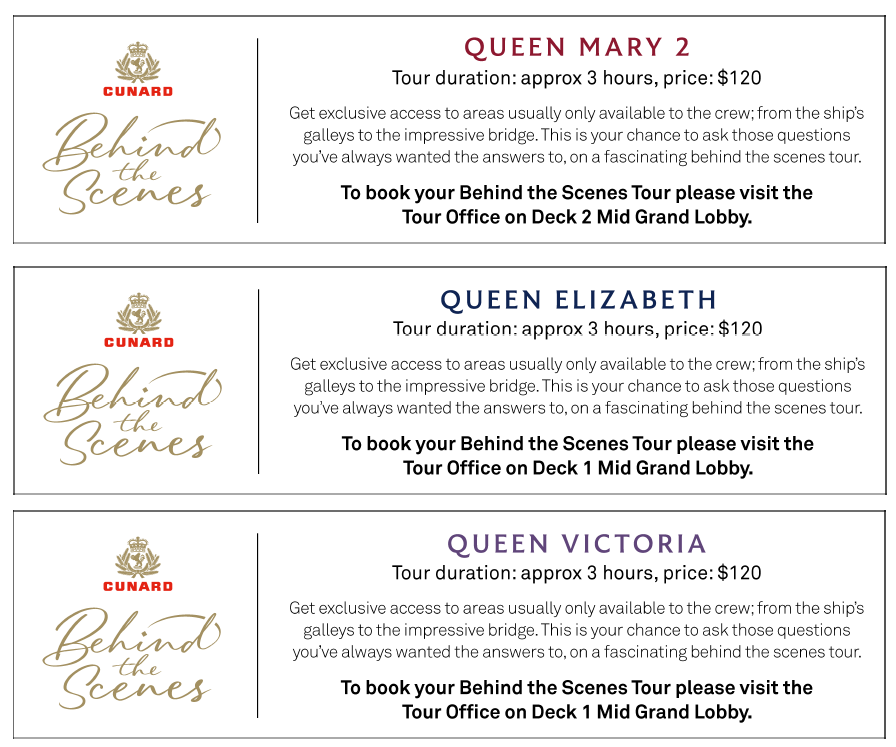 CUNARD
Behind
the
Scenes
QUEEN MARY 2
Tour duration: approx 3 hours, price: $120
Get exclusive access to areas usually only available to the crew; from the ship's
galleys to the impressive bridge. This is your chance to ask those questions
you've always wanted the answers to, on a fascinating behind the scenes tour.
To book your Behind the Scenes Tour please visit the
Tour Office on Deck 2 Mid Grand Lobby.
CUNARD
Behind
the
Scenes
QUEEN ELIZABETH
Tour duration: approx 3 hours, price: $120
Get exclusive access to areas usually only available to the crew; from the ship's
galleys to the impressive bridge. This is your chance to ask those questions
you've always wanted the answers to, on a fascinating behind the scenes tour.
To book your Behind the Scenes Tour please visit the
Tour Office on Deck 1 Mid Grand Lobby.
CUNARD
Behind
the
Scenes
QUEEN VICTORIA
Tour duration: approx 3 hours, price: $120
Get exclusive access to areas usually only available to the crew; from the ship's
galleys to the impressive bridge. This is your chance to ask those questions
you've always wanted the answers to, on a fascinating behind the scenes tour.
To book your Behind the Scenes Tour please visit the
Tour Office on Deck 1 Mid Grand Lobby.